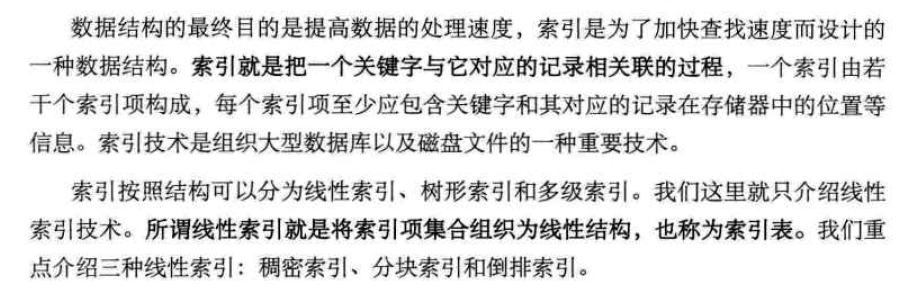 数据结构的最终目的是提高数据的处理速度，索引是为了加快查找速度而设计的
一种数据结构。索引就是把一个关键字与它对应的记录相关联的过程，一个索引由若
干个索引项构成，每个索引项至少应包含关键字和其对应的记录在存储器中的位置等
信息。索引技术是组织大型数据库以及磁盘文件的一种重要技术。
索引按照结构可以分为线性索引、树形索引和多级索引。我们这里就只介绍线性
索引技术。所谓线性索引就是将索引项集合组织为线性结构，也称为索引表。我们重
点介绍三种线性索引：稠密索引、分块索引和倒排索引。